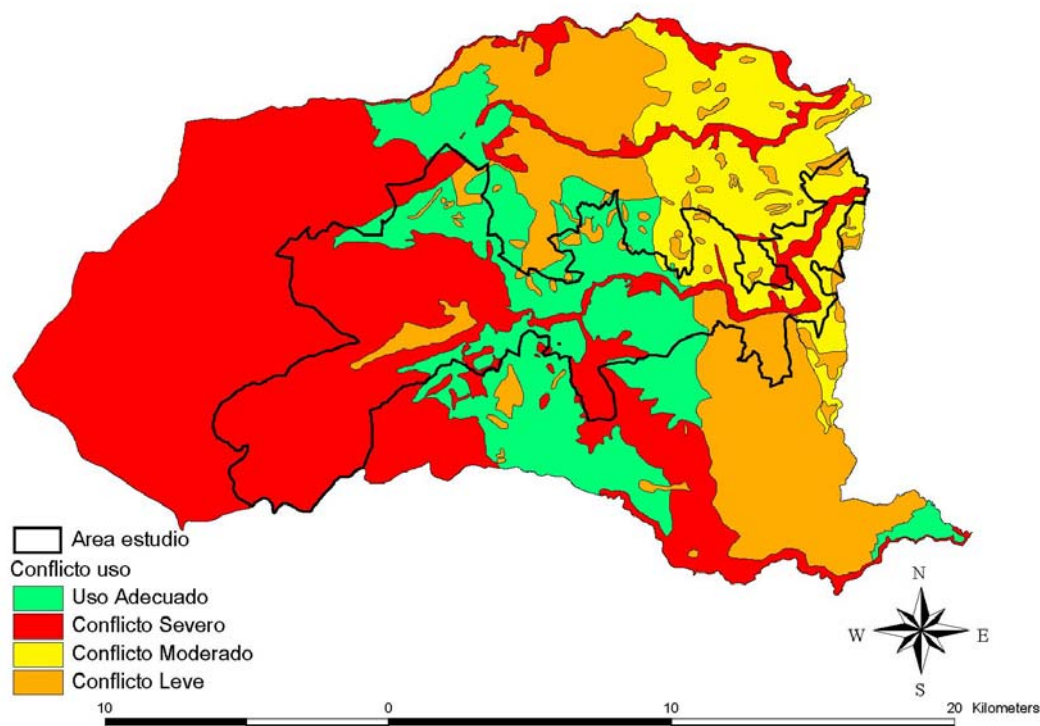 Area estudio
Conflicto uso
Uso Adecuado
Conflicto Severo
Conflicto Moderado
Conflicto Leve
N
W E
S
10 0 10 20 Kilometers